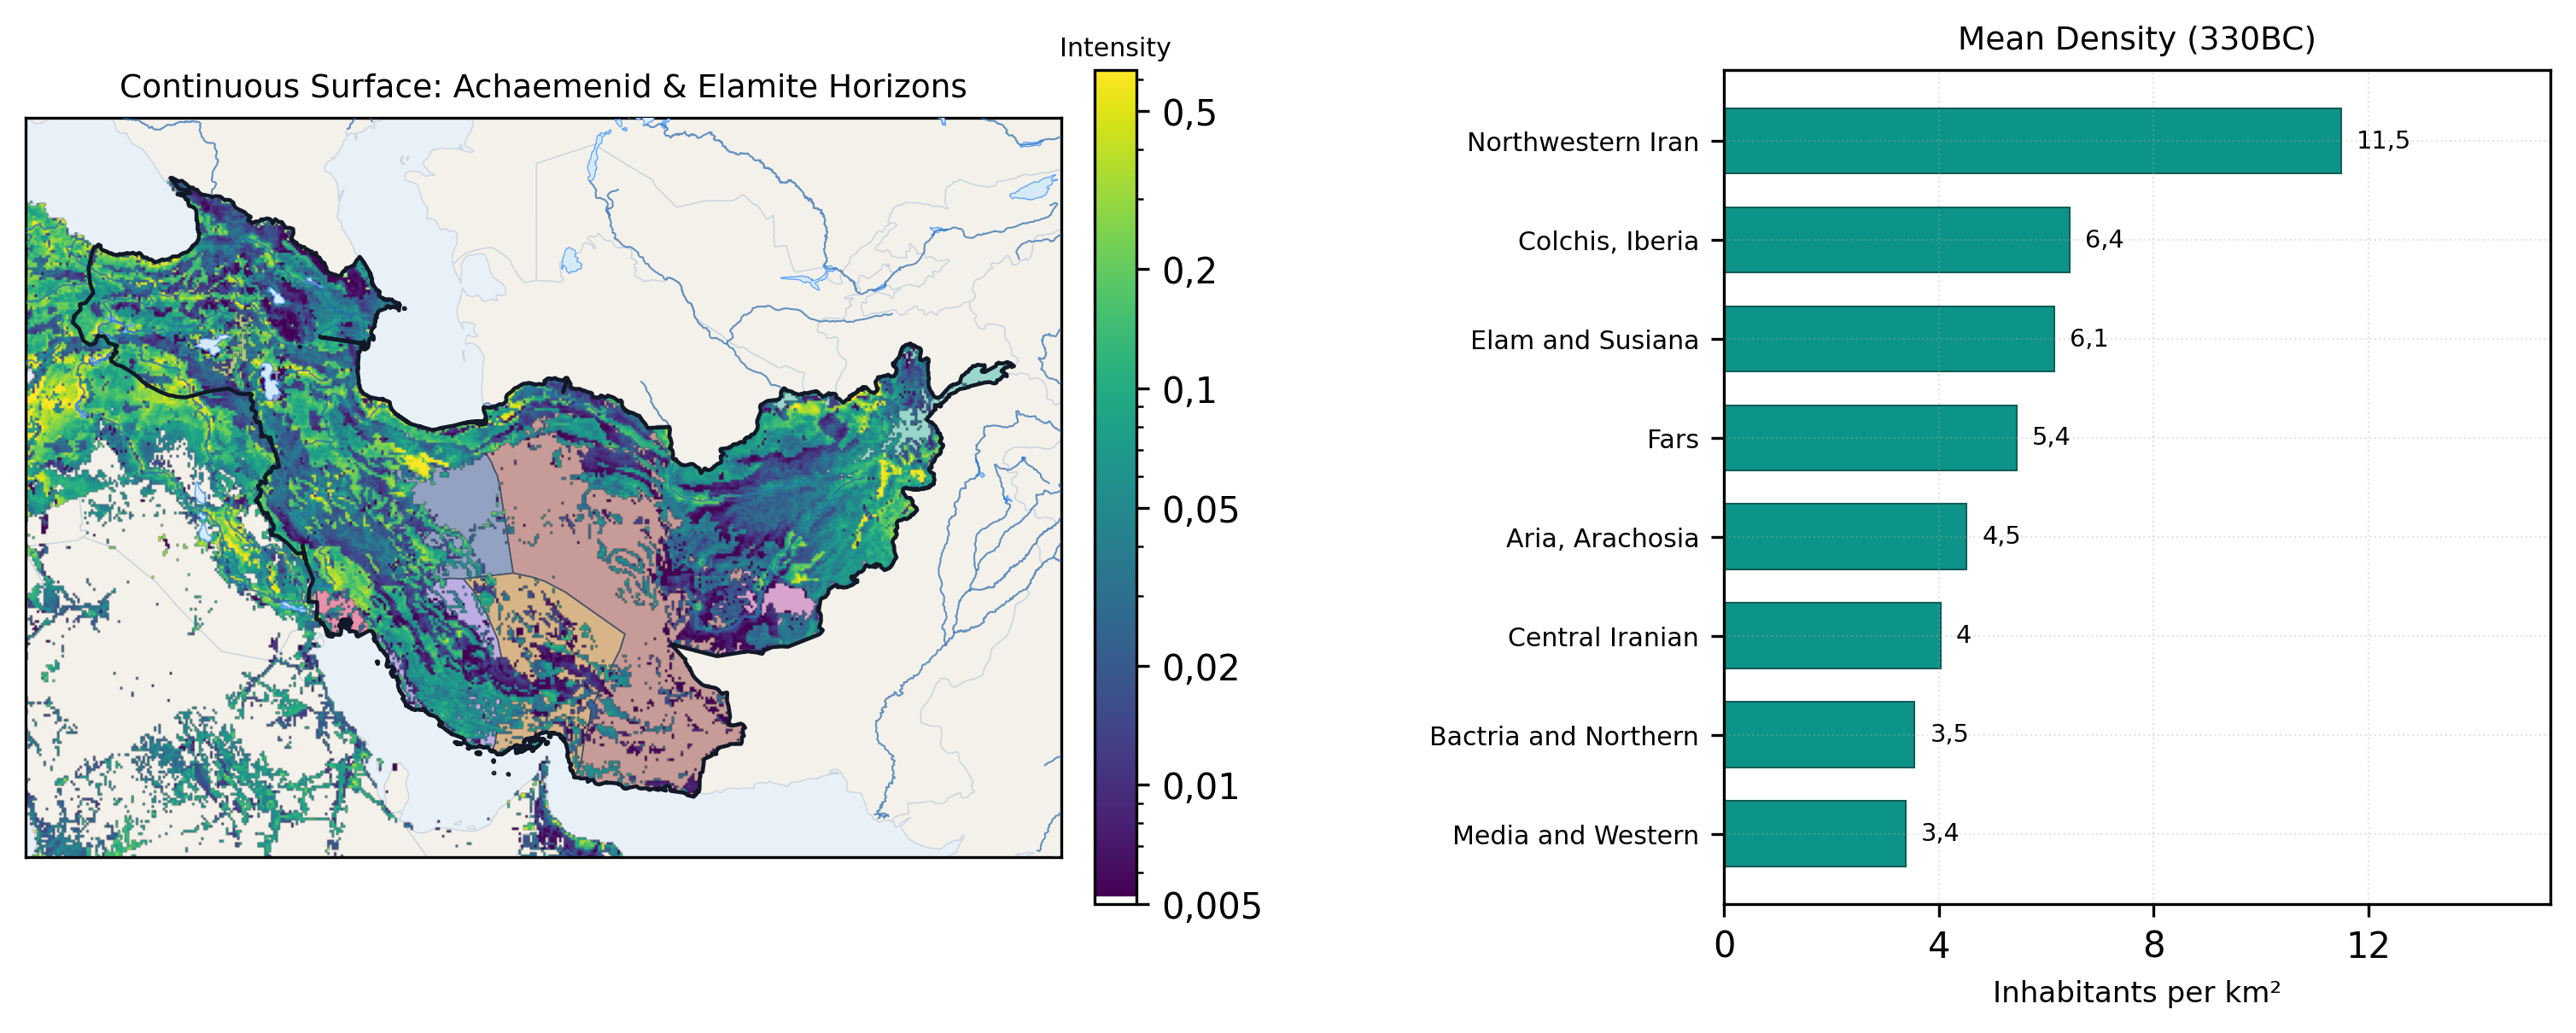 Continuous Surface: Achaemenid & Elamite Horizons
Intensity
0,5
0,2
0,1
0,05
0,02
0,01
0,005
Mean Density (330BC)
Northwestern Iran
11,5
Colchis, Iberia
6,4
Elam and Susiana
6,1
Fars
5,4
Aria, Arachosia
4,5
Central Iranian
4
Bactria and Northern
3,5
Media and Western
3,4
0
4
8
12
Inhabitants per km²